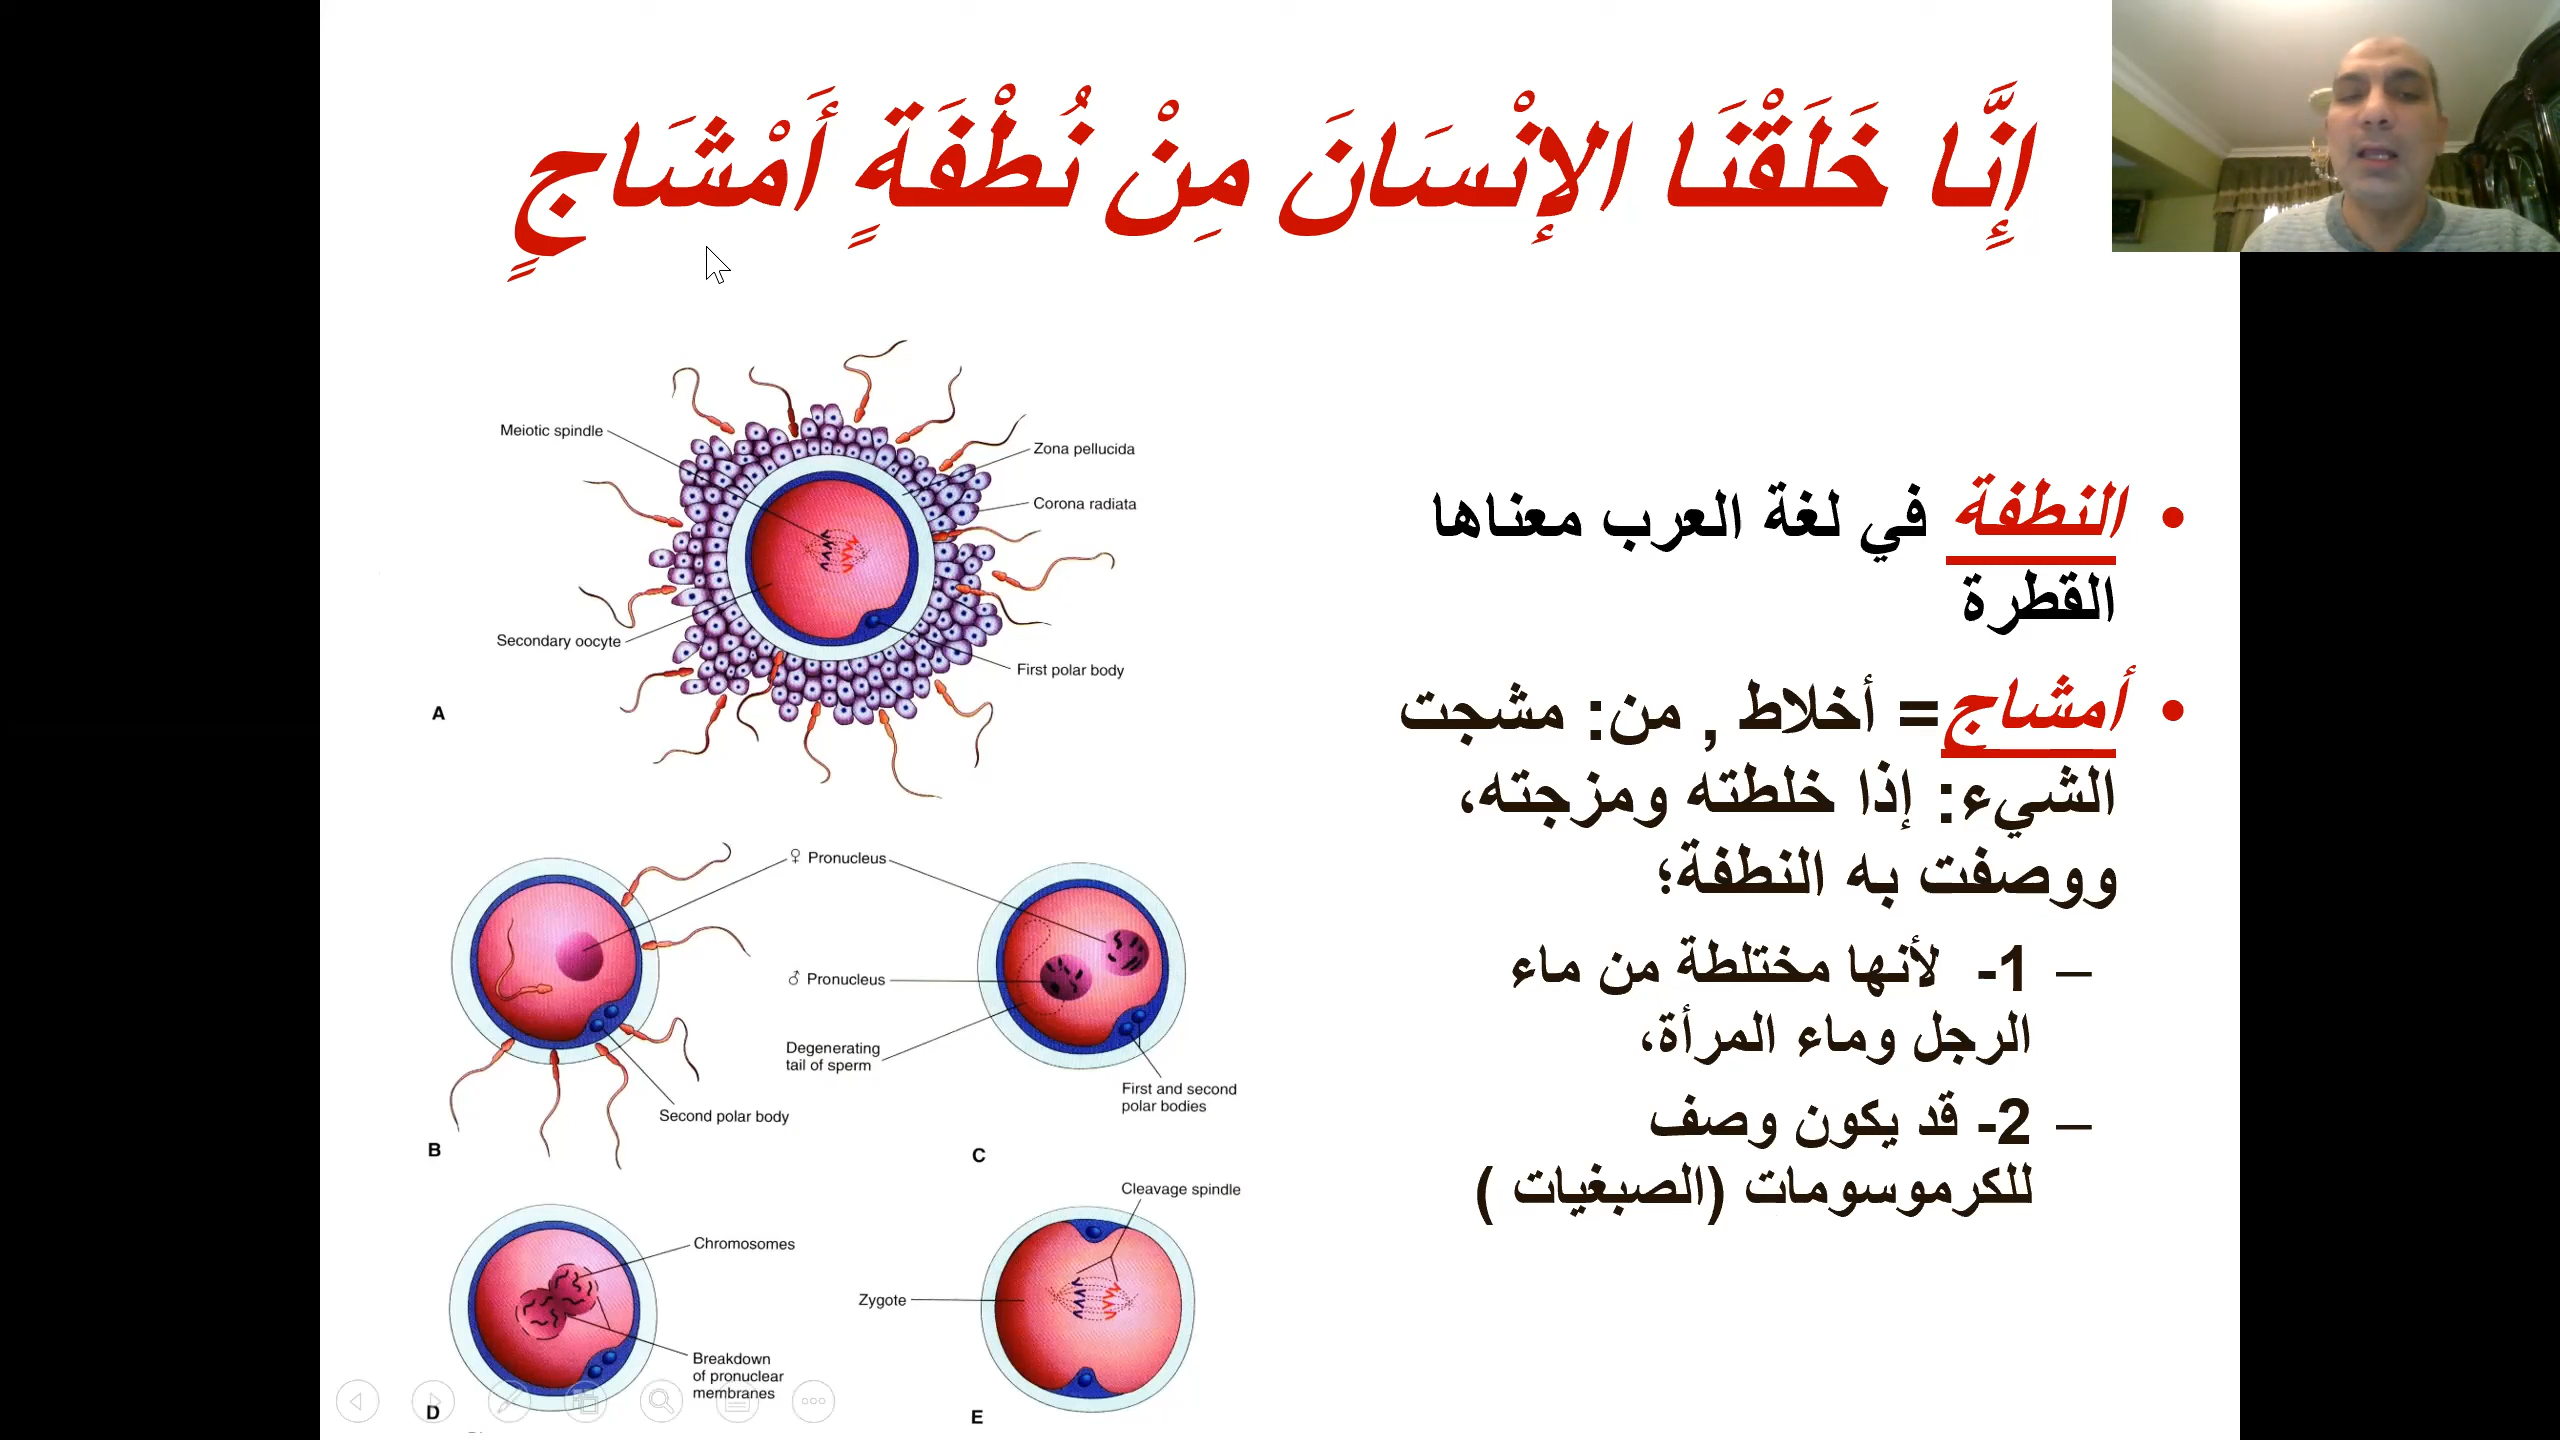 إِنَّا خَلَقْنَا الإِنْسَانَ مِنْ نُطْفَةٍ أَمْشَاجٍ
• النطفة في لغة العرب معناها
القطرة
• أمشاج= أخلاط , من: مشجت
الشيء: إذا خلطته ومزجته،
ووصفت به النطفة؛
– 1- لأنها مختلطة من ماء
الرجل وماء المرأة،
– 2- قد يكون وصف
للكرموسومات (الصبغيات )
Meiotic spindle
Zona pellucida
Corona radiata
Secondary oocyte
First polar body
A
♀ Pronucleus
♂ Pronucleus
Degenerating
tail of sperm
First and second
polar bodies
Second polar body
B
C
Cleavage spindle
Chromosomes
Zygote
Breakdown
of pronuclear
membranes
D
E